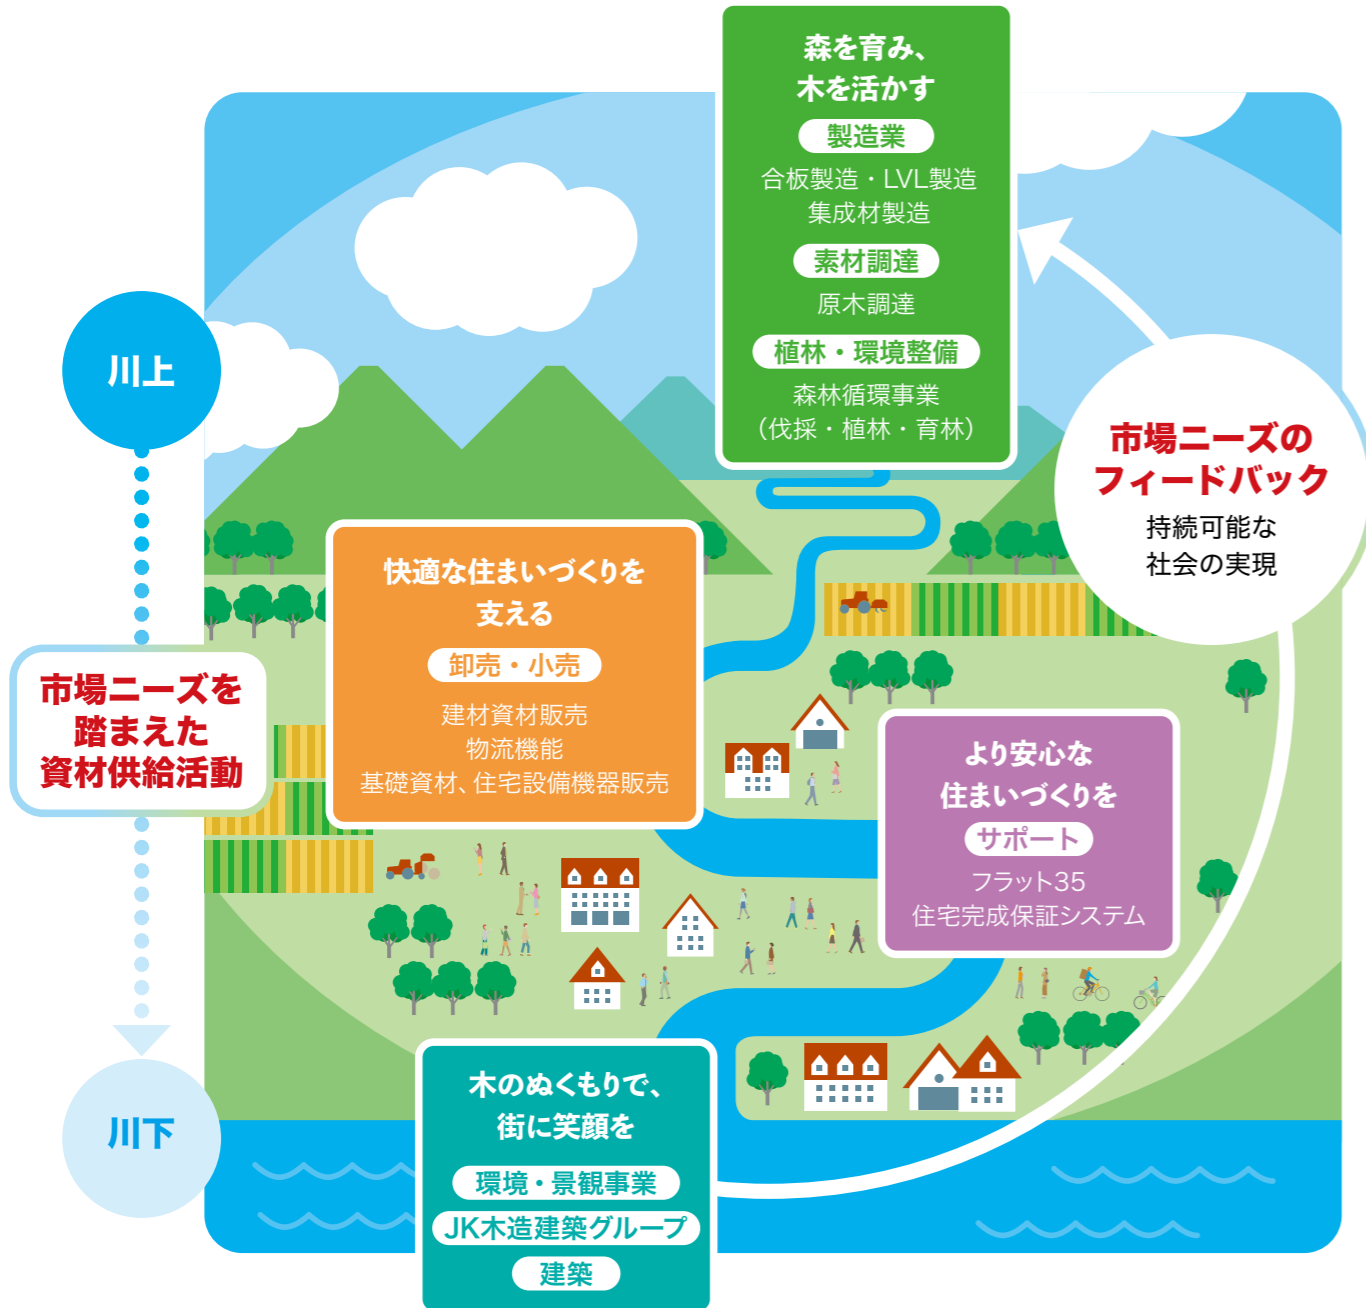 森を育み、
木を活かす
製造業
合板製造・LVL製造
集成材製造
素材調達
原木調達
植林・環境整備
森林循環事業
（伐採・植林・育林）
川上
市場ニーズの
フィードバック
持続可能な
社会の実現
快適な住まいづくりを
支える
卸売・小売
建材資材販売
物流機能
基礎資材、住宅設備機器販売
市場ニーズを
踏まえた
資材供給活動
より安心な
住まいづくりを
サポート
フラット35
住宅完成保証システム
川下
木のぬくもりで、
街に笑顔を
環境・景観事業
JK木造建築グループ
建築